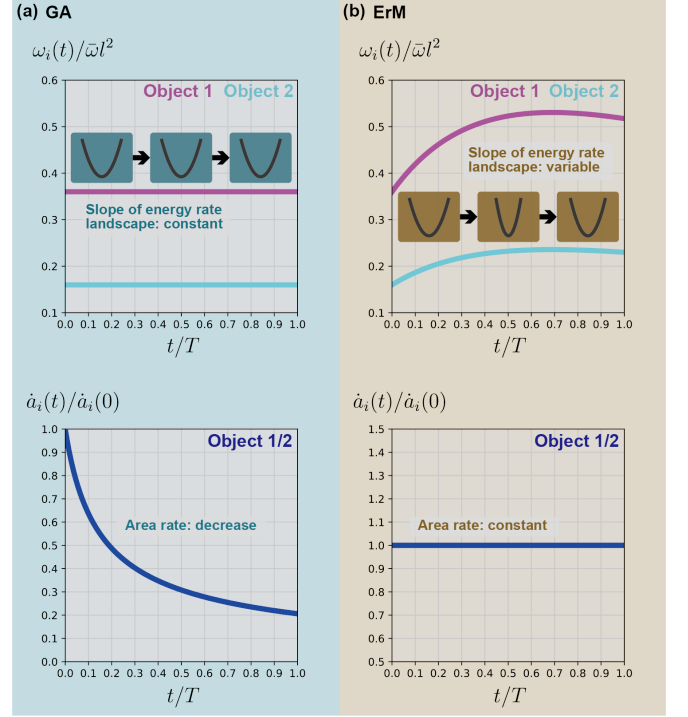 (a) GA
ωᵢ(t)/ω̄l²
0.6
Object 1 Object 2
0.5
0.4
Slope of energy rate
landscape: constant
0.3
0.2
0.1
0.0 0.1 0.2 0.3 0.4 0.5 0.6 0.7 0.8 0.9 1.0
t/T
ȧᵢ(t)/ȧᵢ(0)
1.0
Object 1/2
0.9
0.8
0.7
0.6
Area rate: decrease
0.5
0.4
0.3
0.2
0.1
0.0
0.0 0.1 0.2 0.3 0.4 0.5 0.6 0.7 0.8 0.9 1.0
t/T
(b) ErM
ωᵢ(t)/ω̄l²
0.6
Object 1 Object 2
0.5
Slope of energy rate
landscape: variable
0.4
0.3
0.2
0.1
0.0 0.1 0.2 0.3 0.4 0.5 0.6 0.7 0.8 0.9 1.0
t/T
ȧᵢ(t)/ȧᵢ(0)
1.5
Object 1/2
1.4
1.3
1.2
1.1
Area rate: constant
1.0
0.9
0.8
0.7
0.6
0.5
0.0 0.1 0.2 0.3 0.4 0.5 0.6 0.7 0.8 0.9 1.0
t/T